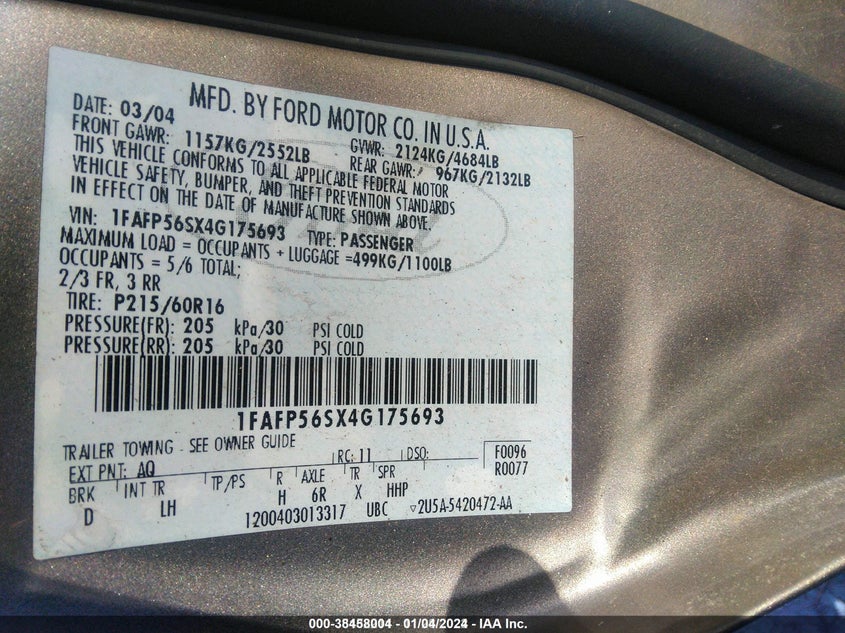 MFD. BY FORD MOTOR CO. IN U.S.A.
DATE: 03/04 GVWR: 2124KG/4684LB
FRONT GAWR: 1157KG/2552LB REAR GAWR: 967KG/2132LB
THIS VEHICLE CONFORMS TO ALL APPLICABLE FEDERAL MOTOR
VEHICLE SAFETY, BUMPER, AND THEFT PREVENTION STANDARDS
IN EFFECT ON THE DATE OF MANUFACTURE SHOWN ABOVE.
VIN: 1FAFP56SX4G175693 TYPE: PASSENGER
MAXIMUM LOAD = OCCUPANTS + LUGGAGE =499KG/1100LB
OCCUPANTS = 5/6 TOTAL;
2/3 FR, 3 RR
TIRE: P215/60R16
PRESSURE(FR): 205 kPa/30 PSI COLD
PRESSURE(RR): 205 kPa/30 PSI COLD
1FAFP56SX4G175693
TRAILER TOWING - SEE OWNER GUIDE
EXT PNT: AQ RC: 11 DSO: F0096
R0077
BRK INT TR TP/PS R AXLE TR SPR
D LH H 6R X HHP
1200403013317 UBC ▽2U5A-5420472-AA
000-38458004 - 01/04/2024 - IAA Inc.